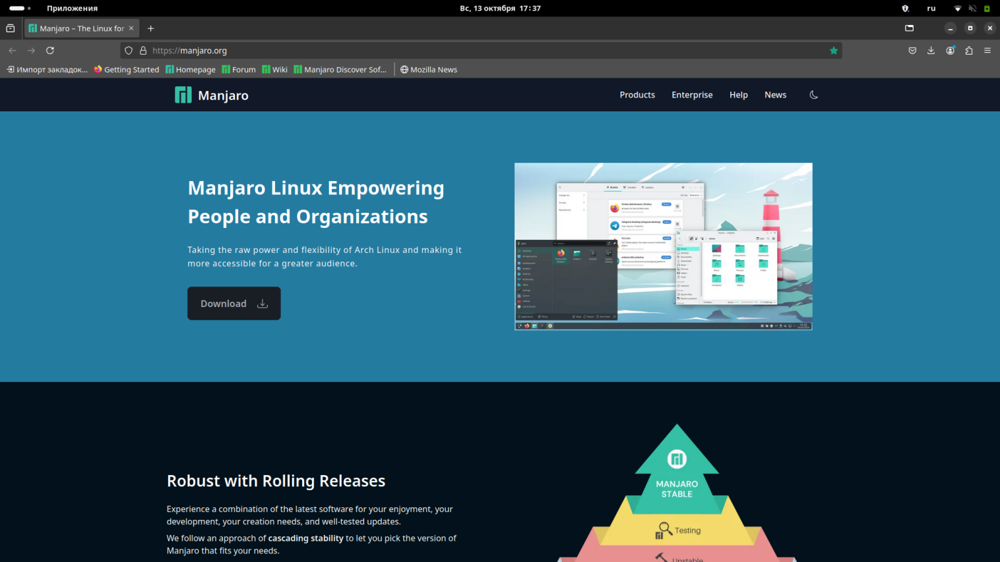 Приложения
Вс, 13 октября 17:37
ru
Manjaro – The Linux for
https://manjaro.org
Импорт закладок...
Getting Started
Homepage
Forum
Wiki
Manjaro Discover Sof...
Mozilla News
Manjaro
Products
Enterprise
Help
News
Manjaro Linux Empowering
People and Organizations
Taking the raw power and flexibility of Arch Linux and making it
more accessible for a greater audience.
Download
Robust with Rolling Releases
Experience a combination of the latest software for your enjoyment, your
development, your creation needs, and well-tested updates.
We follow an approach of cascading stability to let you pick the version of
Manjaro that fits your needs.
MANJARO
STABLE
Testing
Unstable